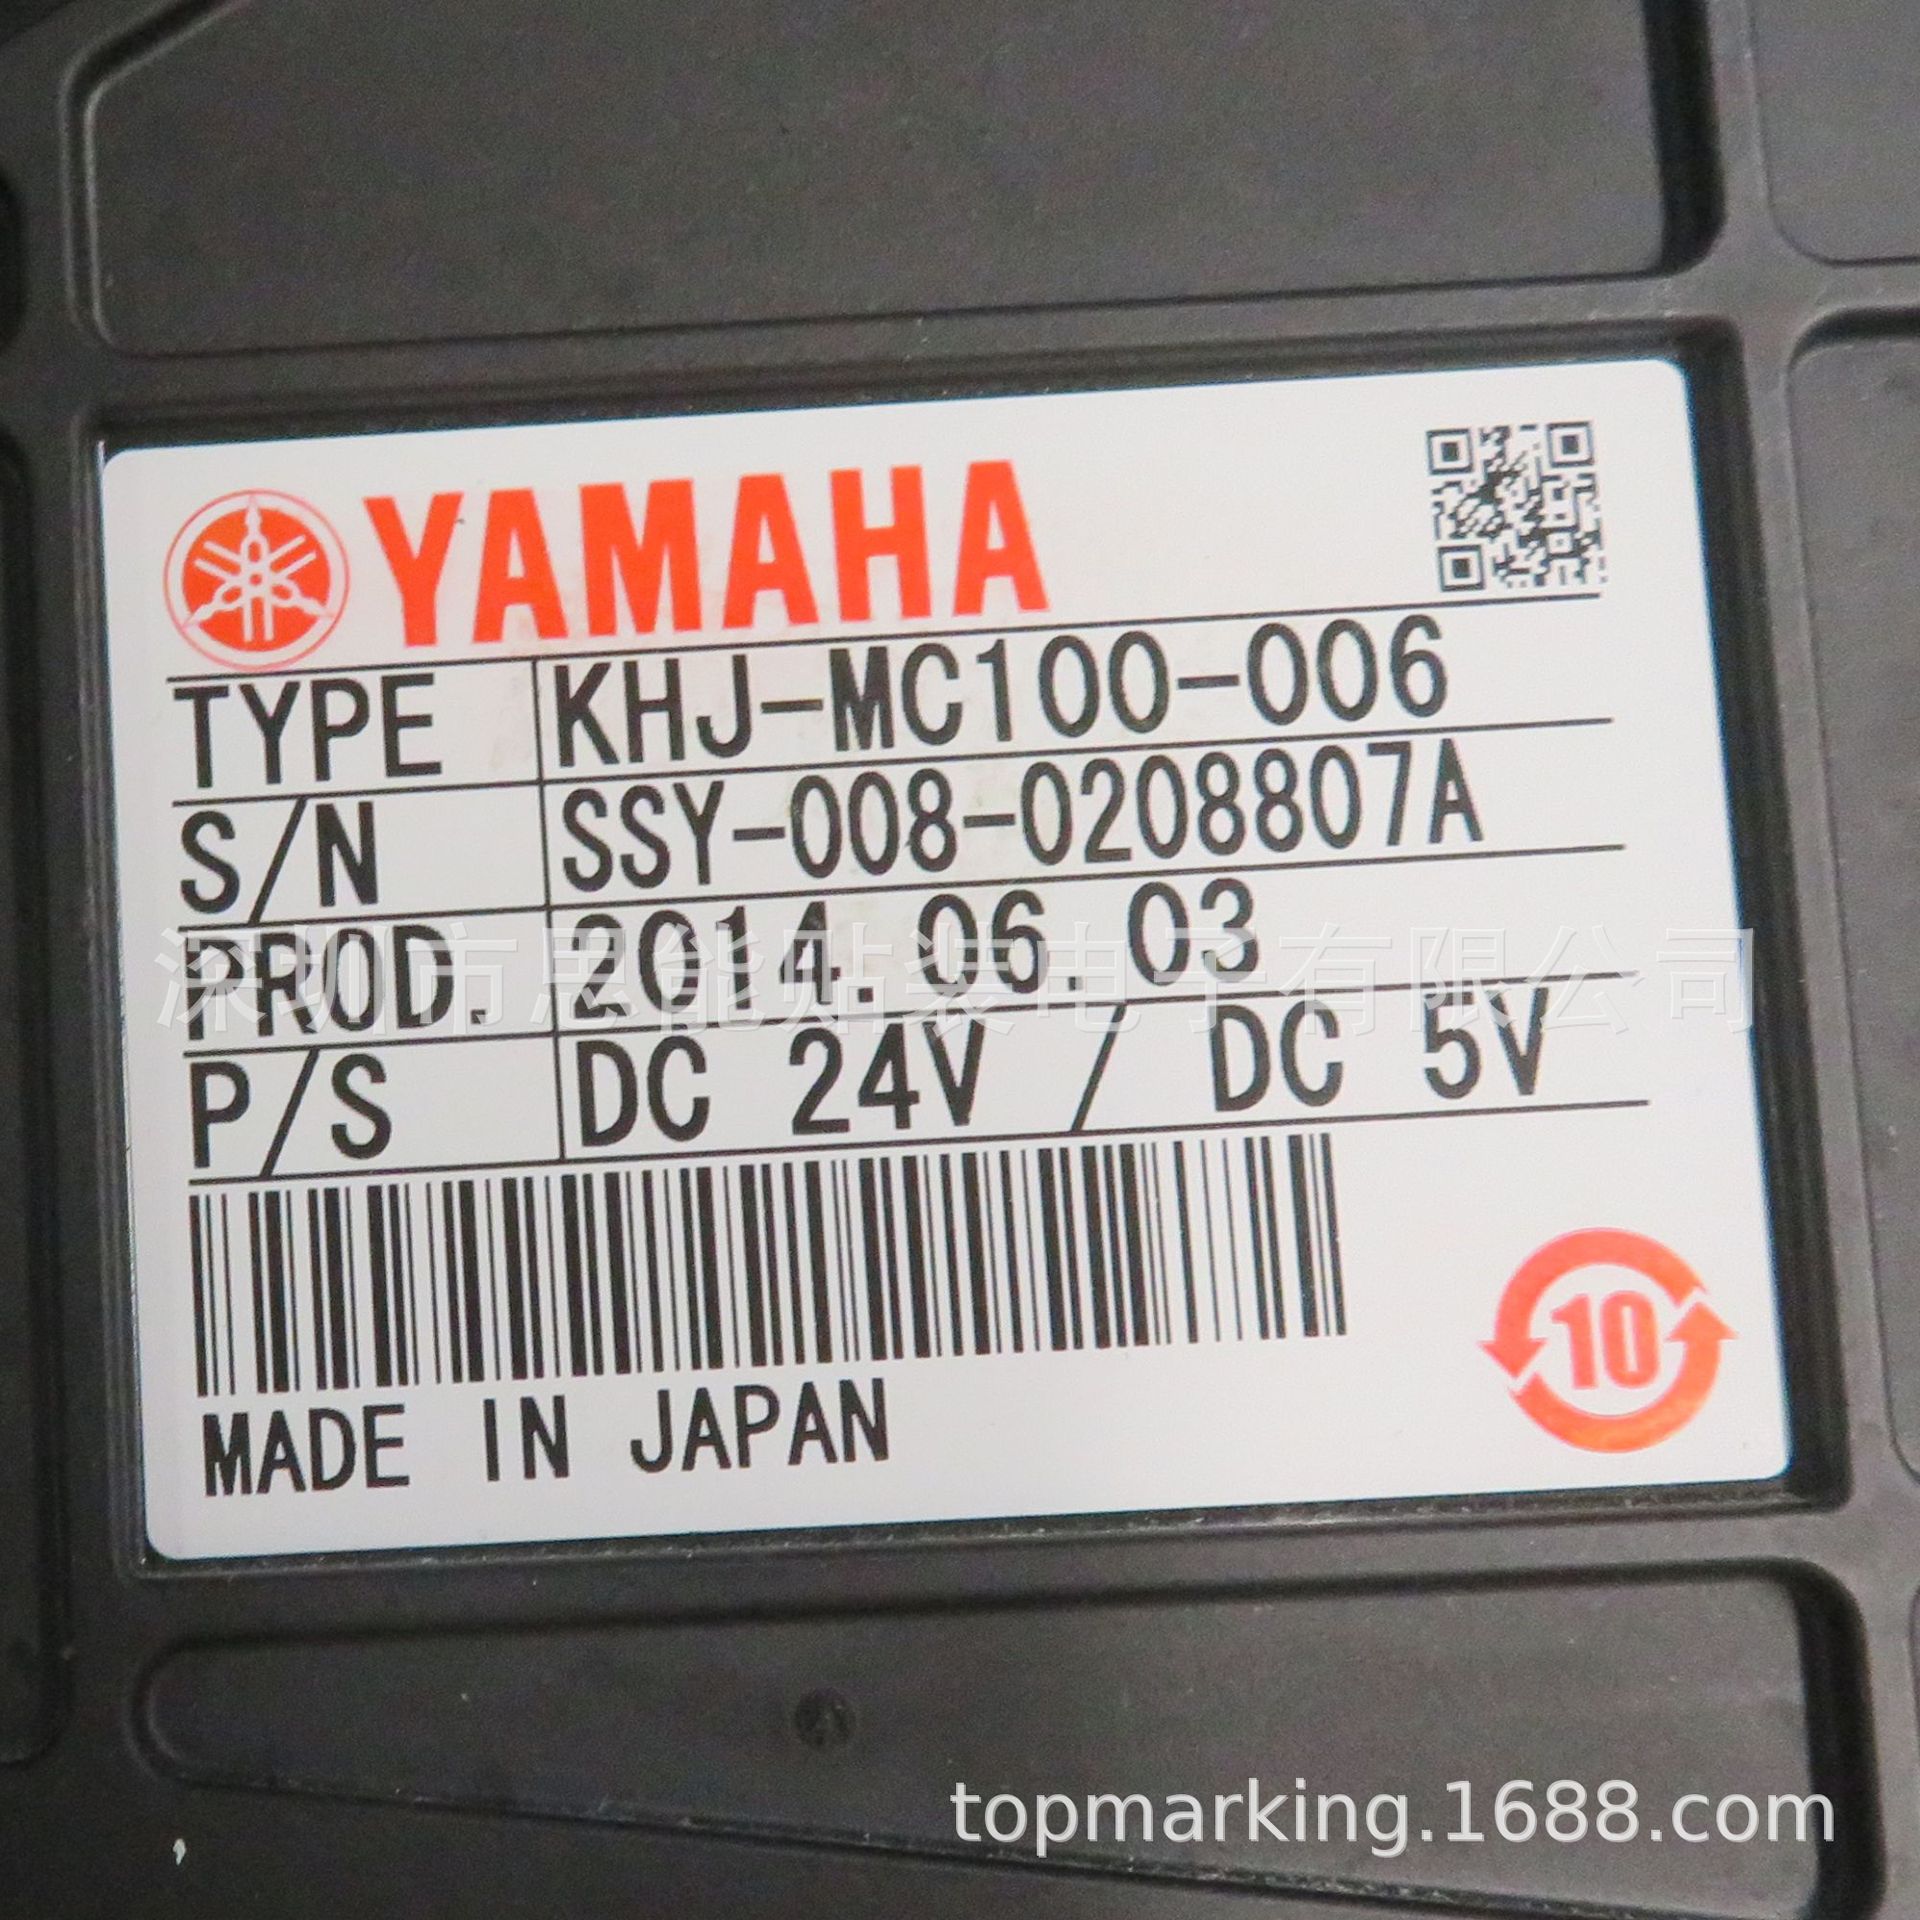 YAMAHA
TYPE KHJ-MC100-006
S/N SSY-008-0208807A
PROD. 2014.06.03
深圳市思能贴装电子有限公司
P/S DC 24V / DC 5V
10
MADE IN JAPAN
topmarking.1688.com